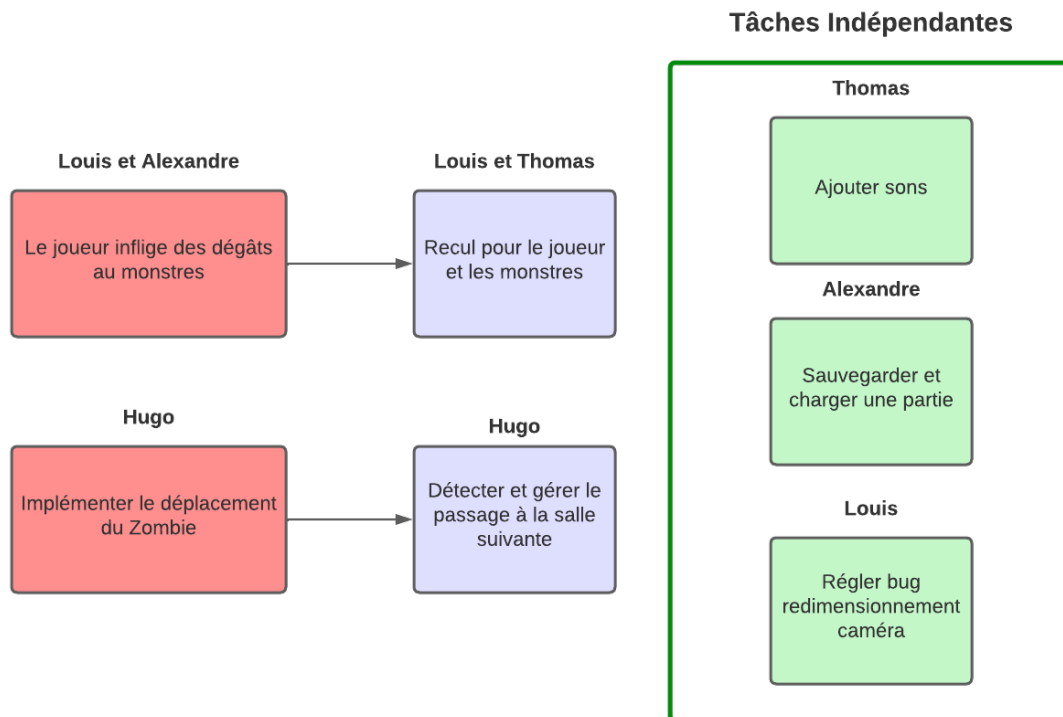 Tâches Indépendantes
Louis et Alexandre
Le joueur inflige des dégâts
au monstres
Louis et Thomas
Recul pour le joueur
et les monstres
Hugo
Implémenter le déplacement
du Zombie
Hugo
Détecter et gérer le
passage à la salle
suivante
Thomas
Ajouter sons
Alexandre
Sauvegarder et
charger une partie
Louis
Régler bug
redimensionnement
caméra